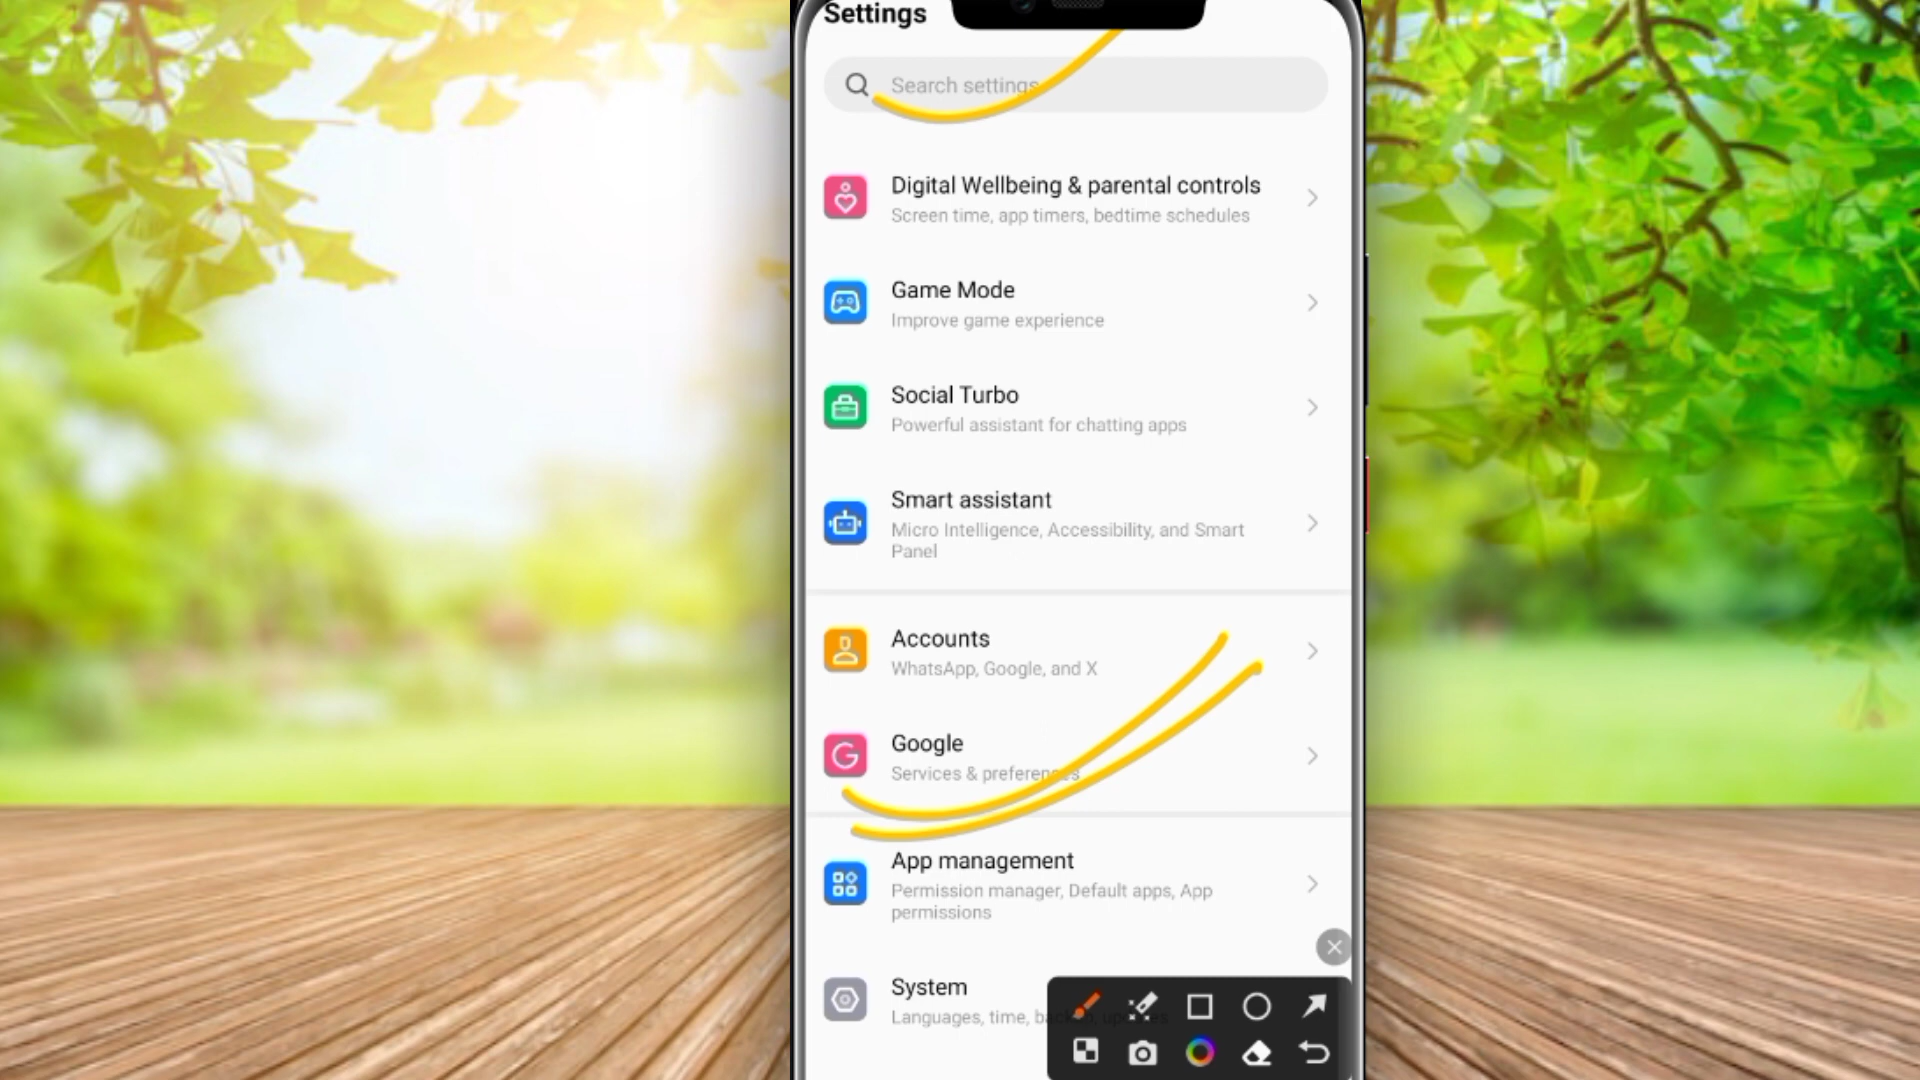 Settings
Search settings
Digital Wellbeing & parental controls
Screen time, app timers, bedtime schedules
Game Mode
Improve game experience
Social Turbo
Powerful assistant for chatting apps
Smart assistant
Micro Intelligence, Accessibility, and Smart
Panel
Accounts
WhatsApp, Google, and X
Google
Services & preferences
App management
Permission manager, Default apps, App
permissions
System
Languages, time, backup, updates